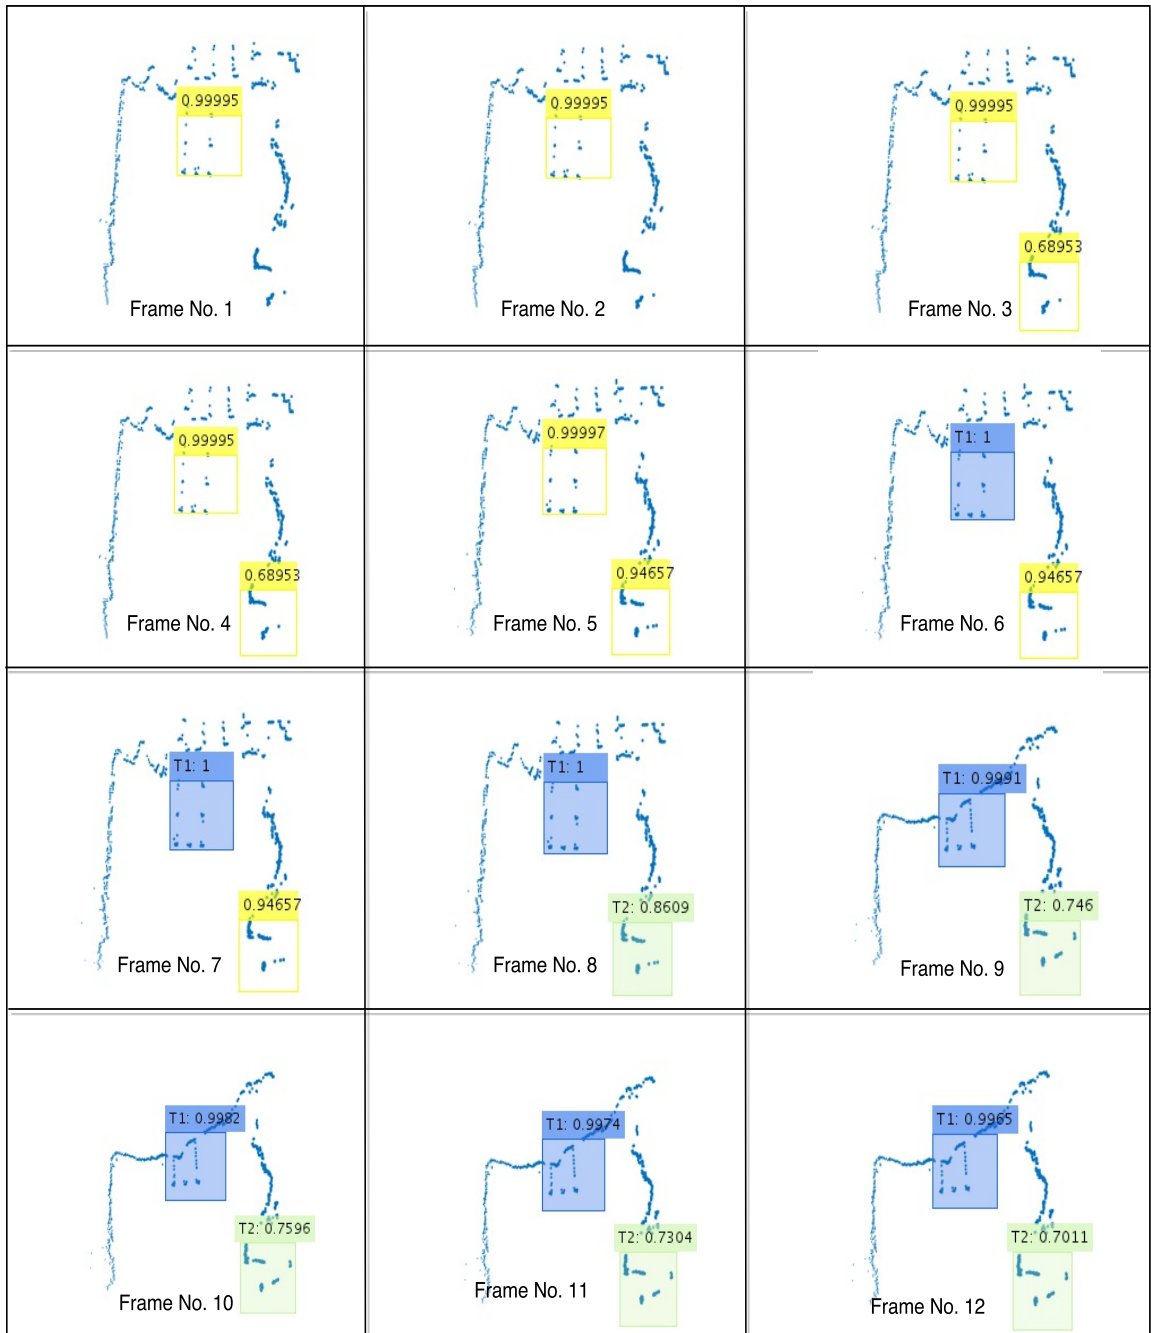 0.99995
Frame No. 1
0.99995
Frame No. 2
0.99995
0.68953
Frame No. 3
0.99995
0.68953
Frame No. 4
0.99997
0.94657
Frame No. 5
T1: 1
0.94657
Frame No. 6
T1: 1
0.94657
Frame No. 7
T1: 1
T2: 0.8609
Frame No. 8
T1: 0.9991
T2: 0.746
Frame No. 9
T1: 0.9982
T2: 0.7596
Frame No. 10
T1: 0.9974
T2: 0.7304
Frame No. 11
T1: 0.9965
T2: 0.7011
Frame No. 12